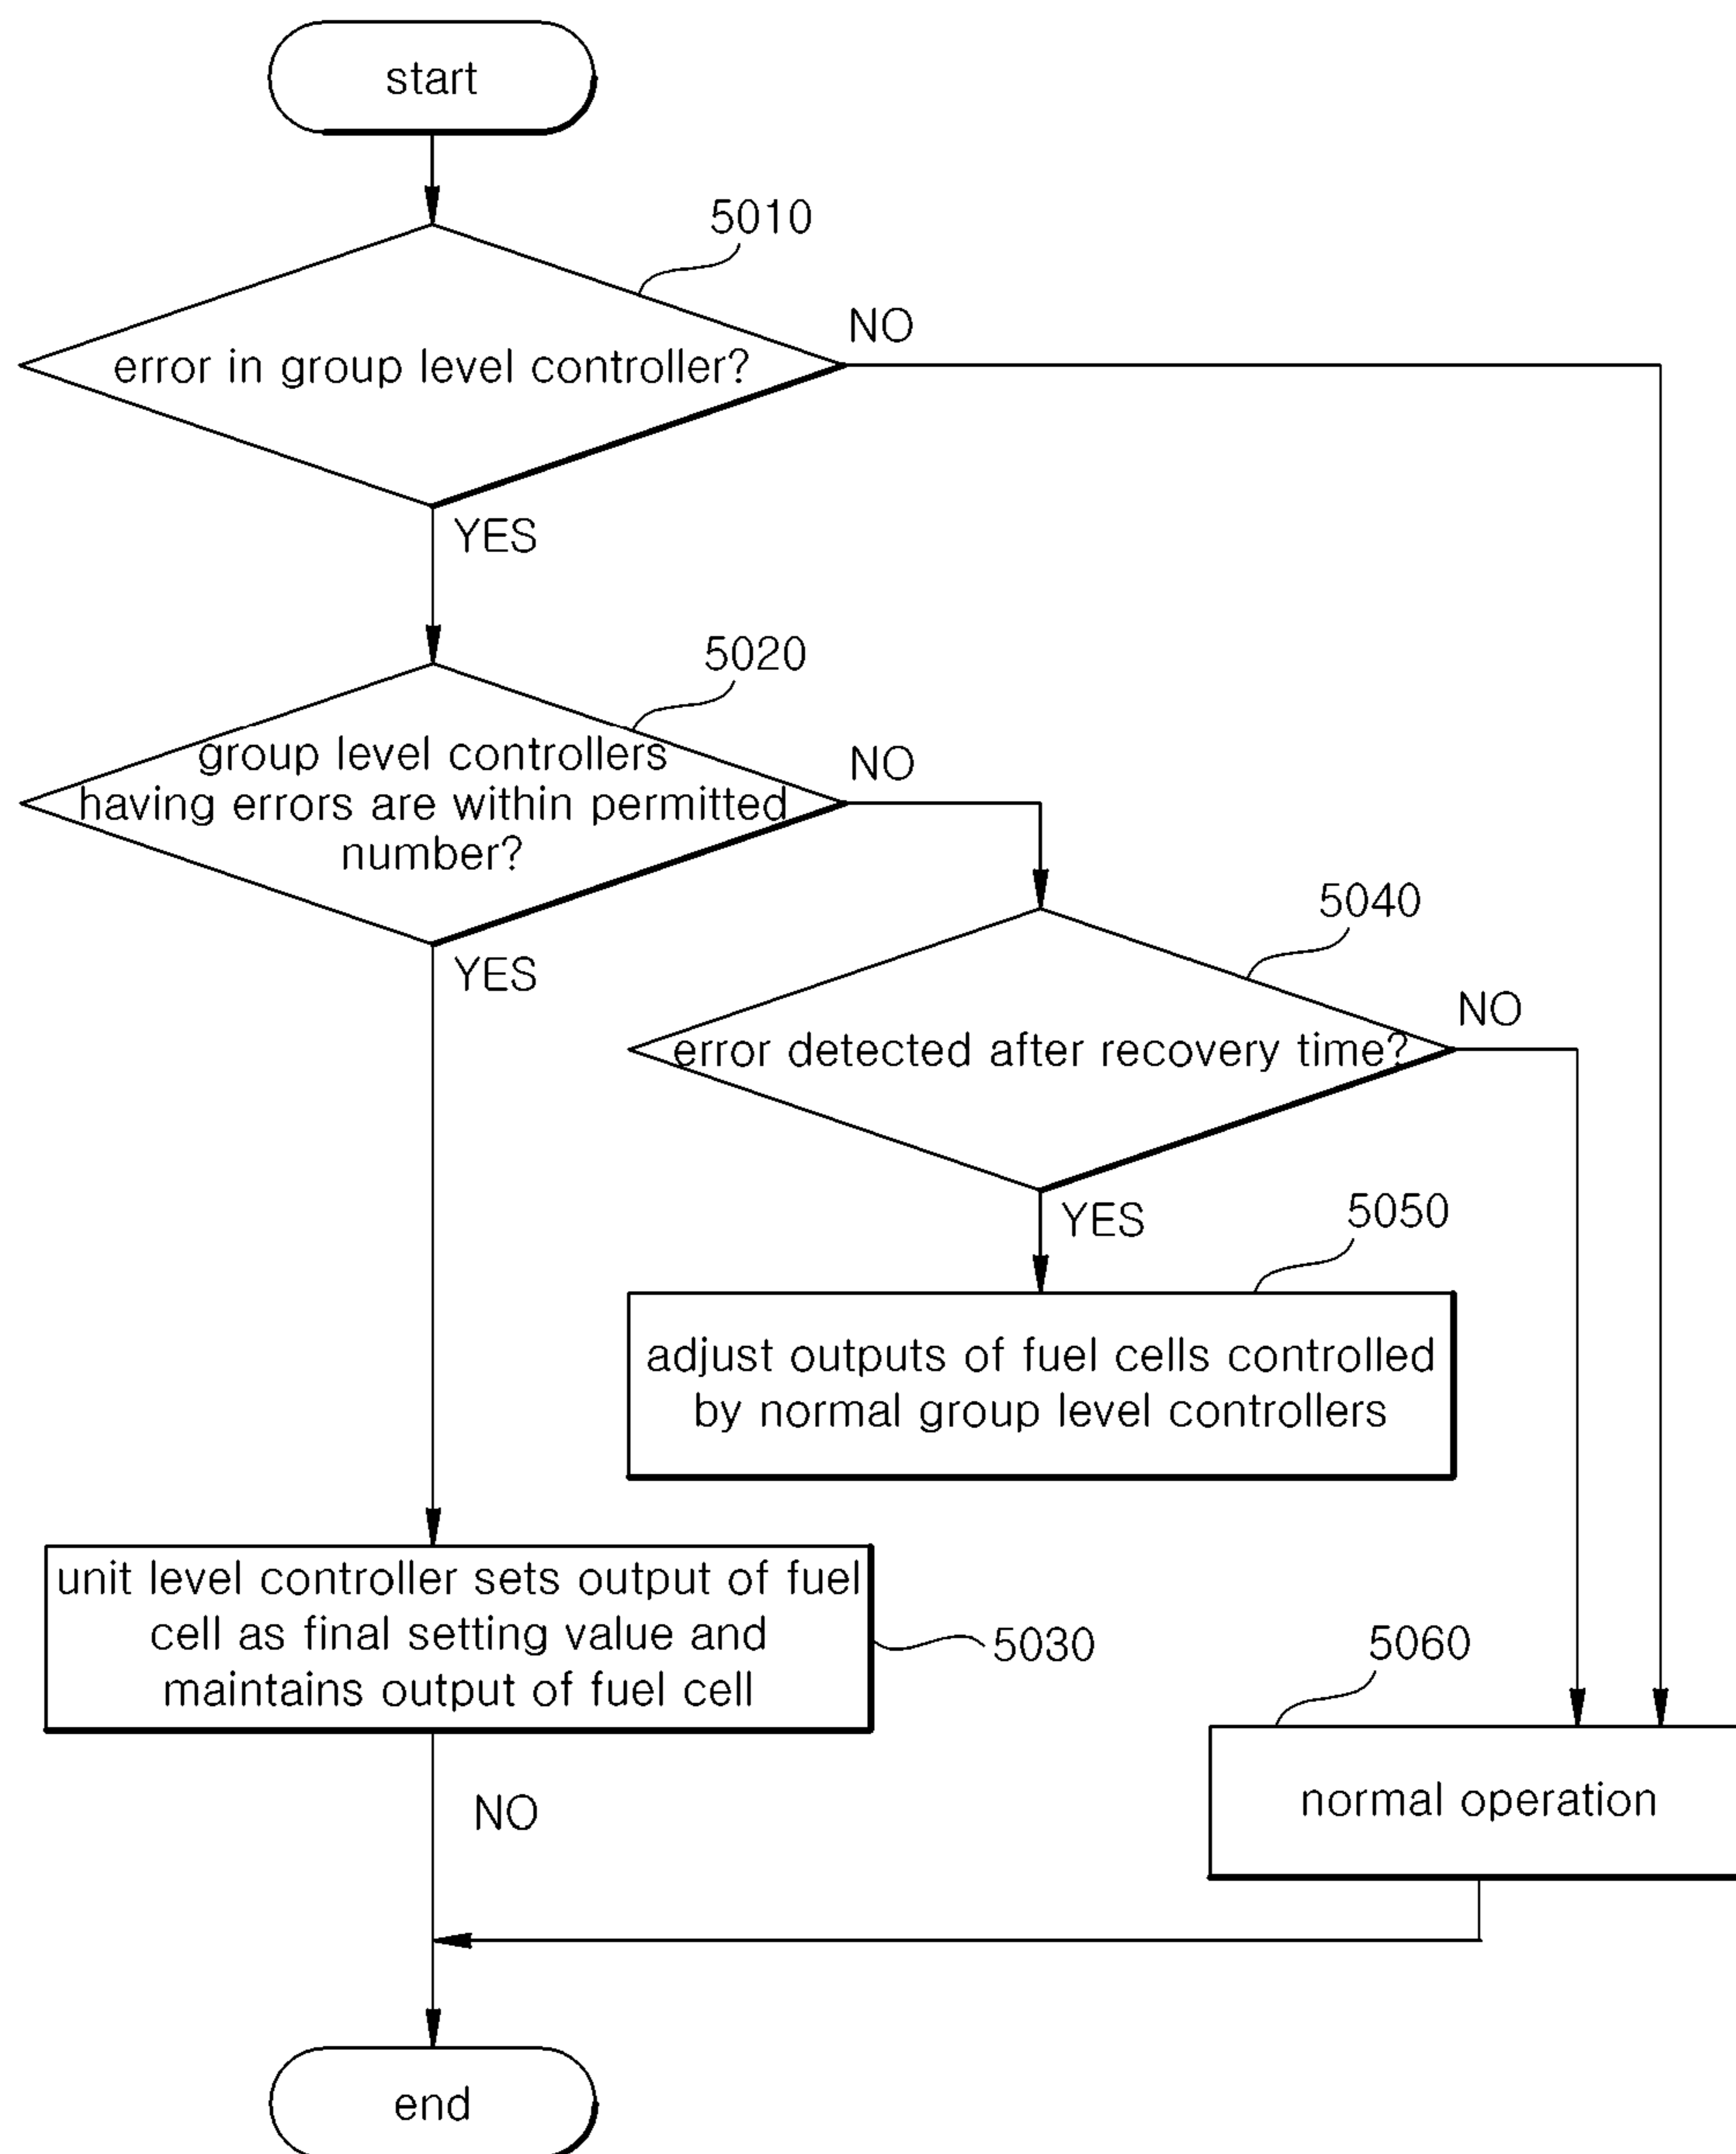 start
5010
NO
error in group level controller?
YES
5020
group level controllers
having errors are within permitted
number?
NO
YES
5040
NO
error detected after recovery time?
YES
5050
adjust outputs of fuel cells controlled
by normal group level controllers
unit level controller sets output of fuel
cell as final setting value and
maintains output of fuel cell
5030
5060
normal operation
NO
end